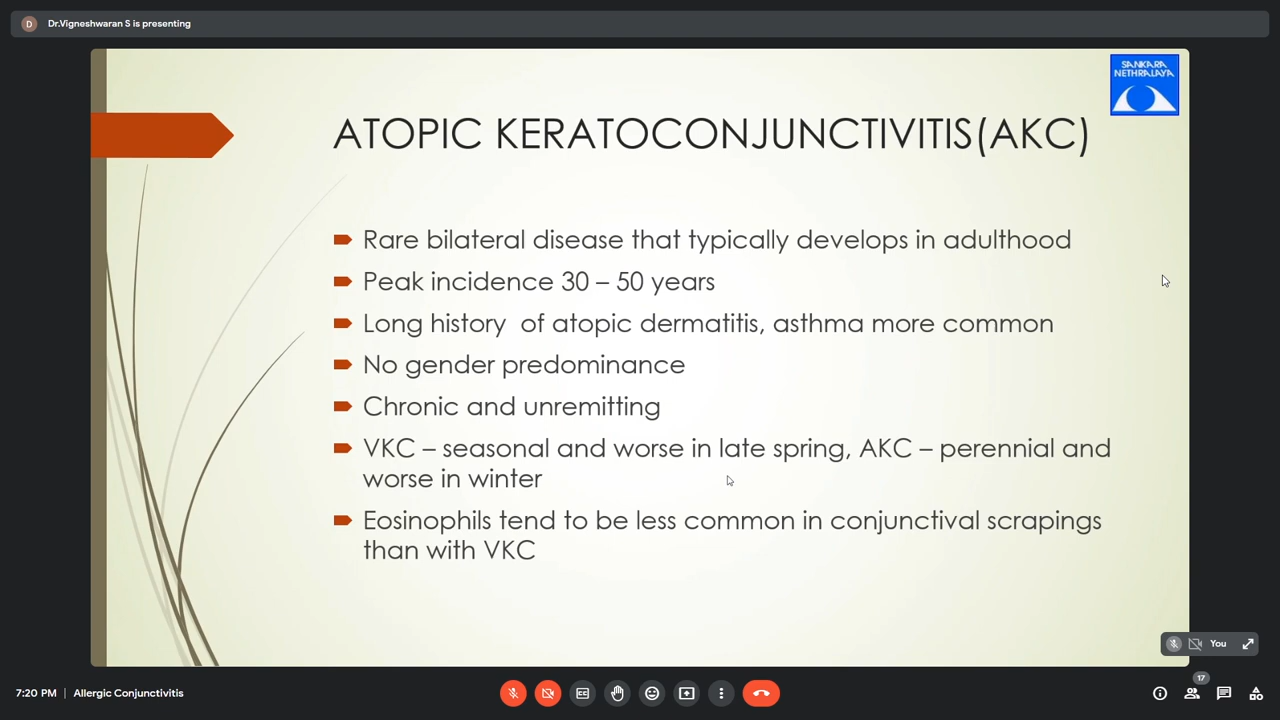 D Dr.Vigneshwaran S is presenting
SANKARA
NETHRALAYA
ATOPIC KERATOCONJUNCTIVITIS(AKC)
Rare bilateral disease that typically develops in adulthood
Peak incidence 30 – 50 years
Long history  of atopic dermatitis, asthma more common
No gender predominance
Chronic and unremitting
VKC – seasonal and worse in late spring, AKC – perennial and
worse in winter
Eosinophils tend to be less common in conjunctival scrapings
than with VKC
You
17
7:20 PM | Allergic Conjunctivitis